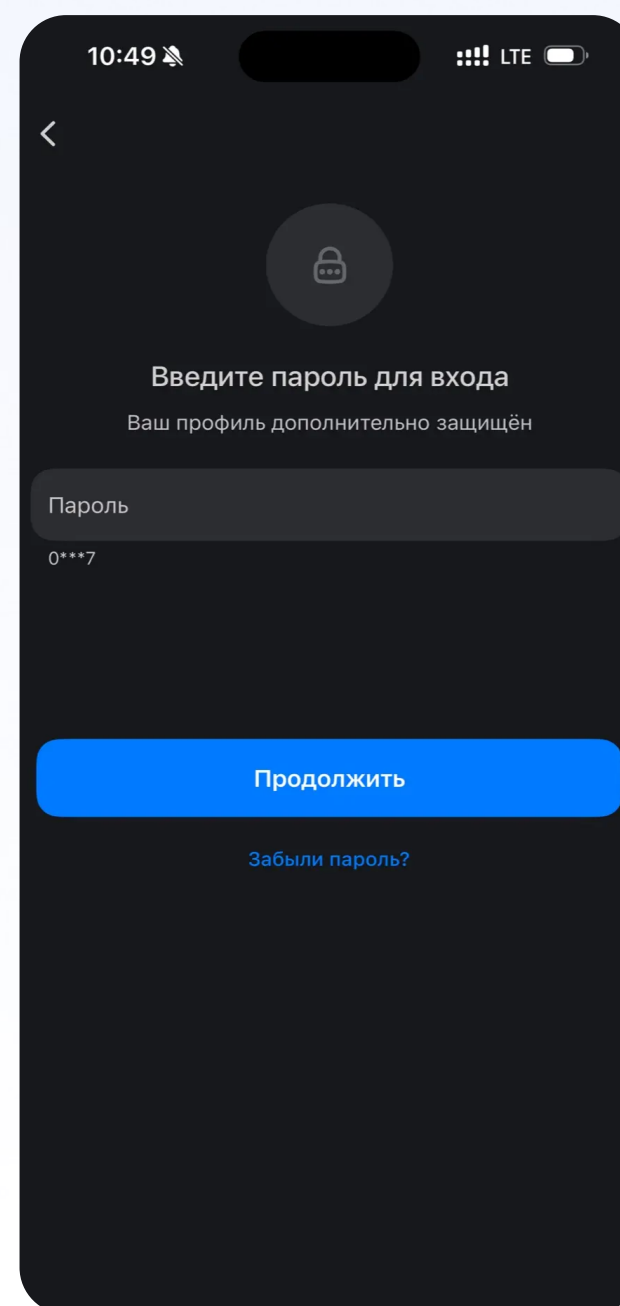 10:49 LTE
Введите пароль для входа
Ваш профиль дополнительно защищён
Пароль
0***7
Продолжить
Забыли пароль?